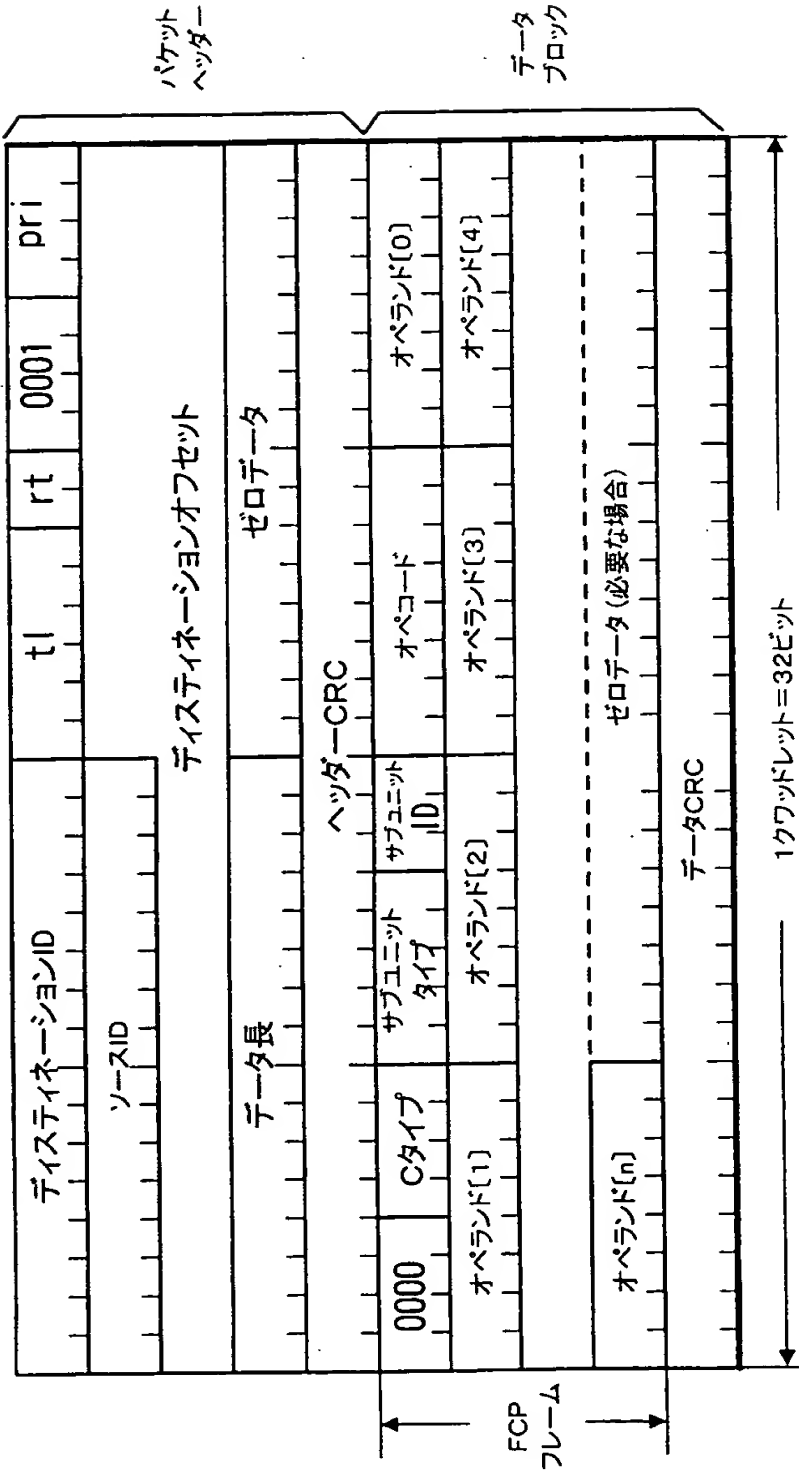 ディスティネーションID
tl
rt
0001
pri
ソースID
ディスティネーションオフセット
データ長
ゼロデータ
ヘッダーCRC
パケット
ヘッダー
0000
Cタイプ
サブユニット
タイプ
サブユニット
ID
オペコード
オペランド[0]
オペランド[1]
オペランド[2]
オペランド[3]
オペランド[4]
オペランド[n]
ゼロデータ(必要な場合)
データCRC
データ
ブロック
FCP
フレーム
1クワッドレット=32ビット